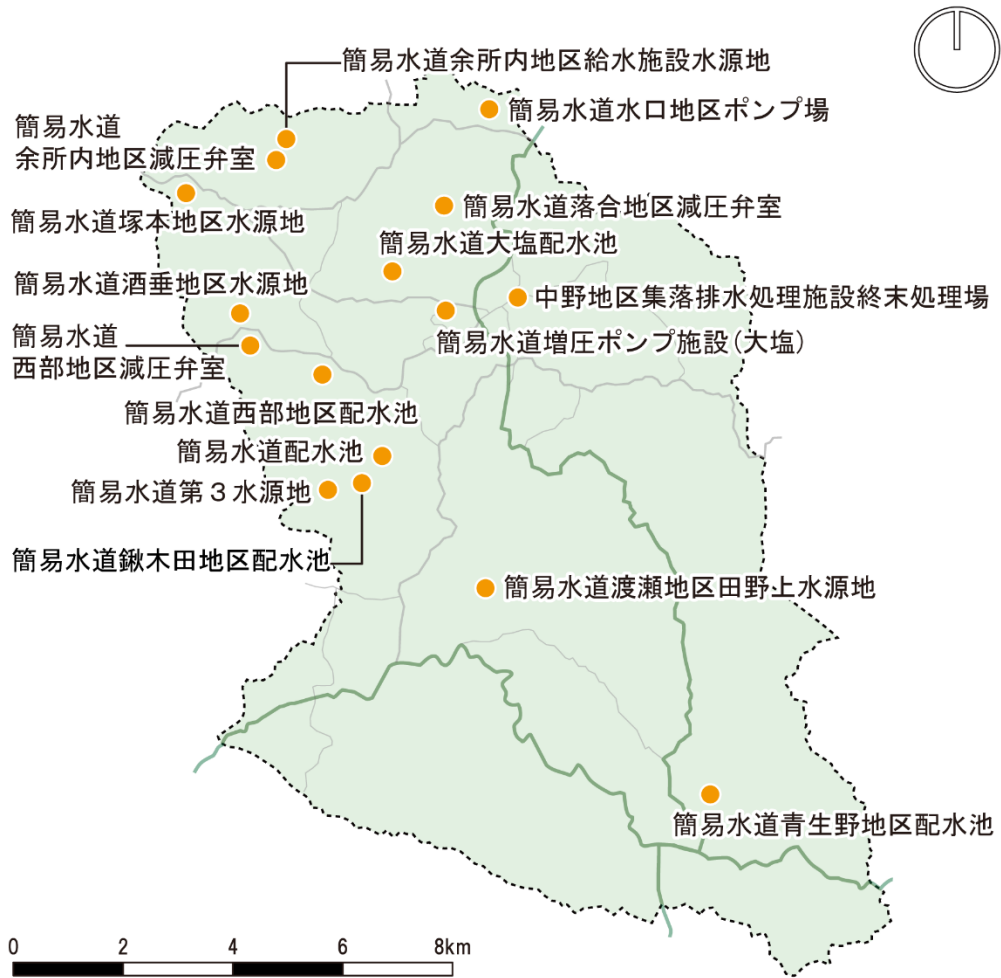 簡易水道余所内地区給水施設水源地
簡易水道水口地区ポンプ場
簡易水道
余所内地区減圧弁室
簡易水道塚本地区水源地
簡易水道落合地区減圧弁室
簡易水道大塩配水池
簡易水道酒垂地区水源地
中野地区集落排水処理施設終末処理場
簡易水道
西部地区減圧弁室
簡易水道増圧ポンプ施設(大塩)
簡易水道西部地区配水池
簡易水道配水池
簡易水道第3水源地
簡易水道鍬木田地区配水池
簡易水道渡瀬地区田野上水源地
簡易水道青生野地区配水池
0 2 4 6 8km